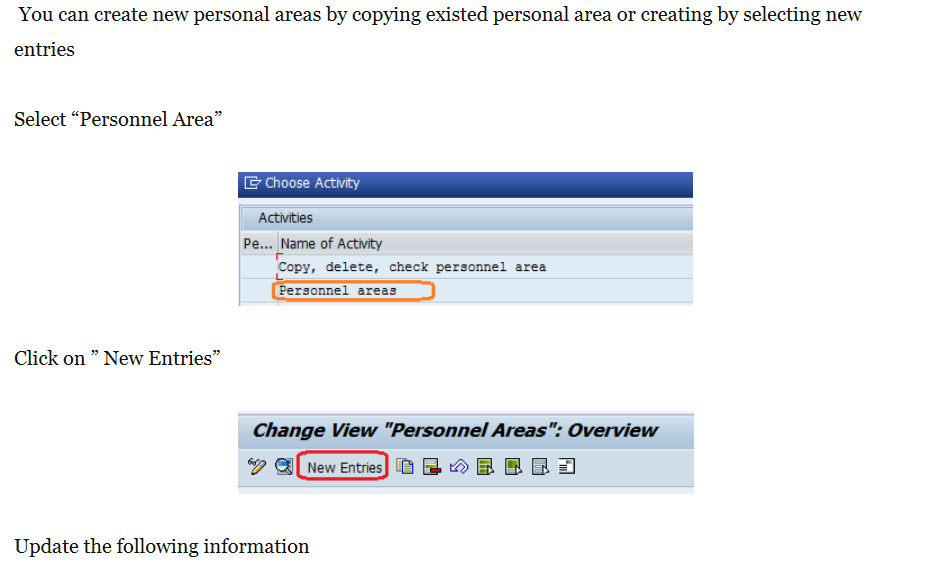 You can create new personal areas by copying existed personal area or creating by selecting new
entries
Select “Personnel Area”
Choose Activity
Activities
Pe... Name of Activity
Copy, delete, check personnel area
Personnel areas
Click on ” New Entries”
Change View "Personnel Areas": Overview
New Entries
Update the following information